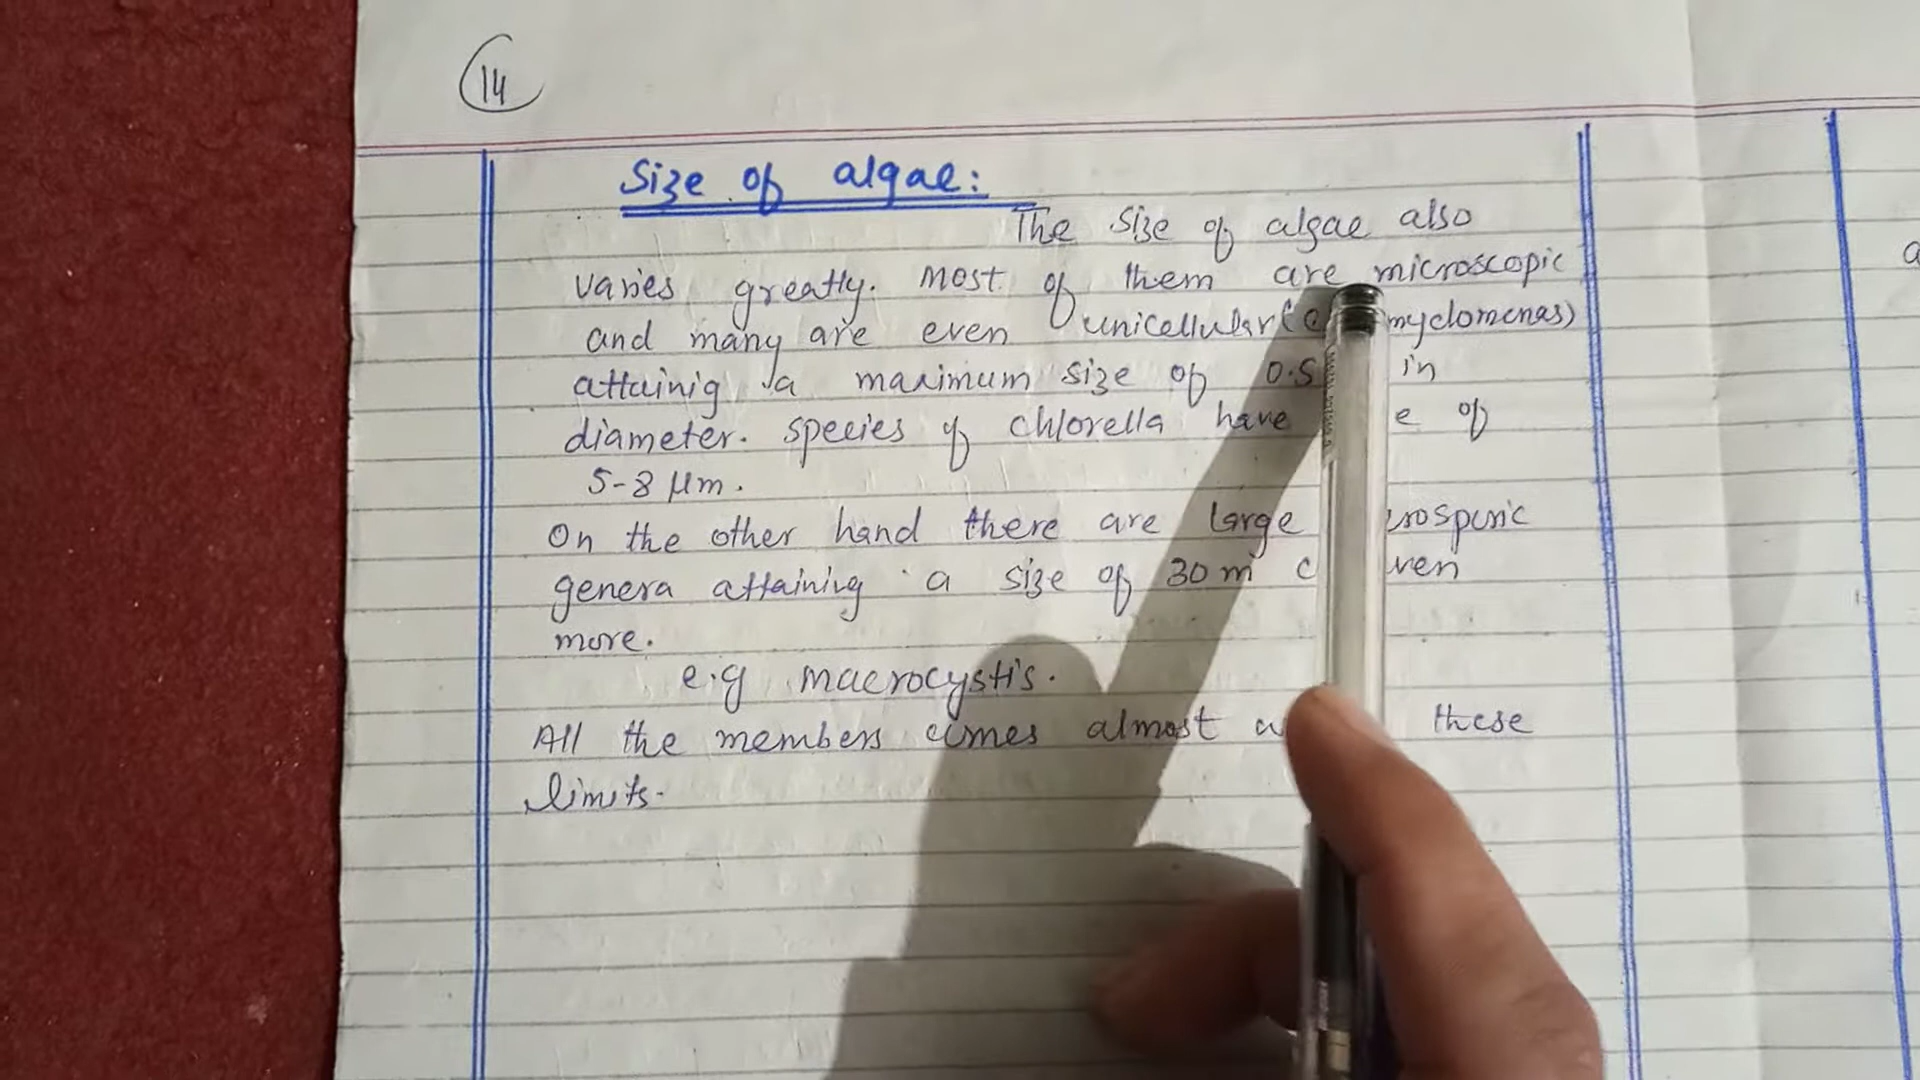 14
Size of algae:
The size of algae also
varies greatly. most of them are microscopic
and many are even unicellular( myclomenas)
attainig a maximum size of 0.5 in
diameter. species of chlorella have e of
5-8 μm.
On the other hand there are large
genera attaining a size of 30 m
more.
e.g macrocystis.
All the members comes almost these
limits.